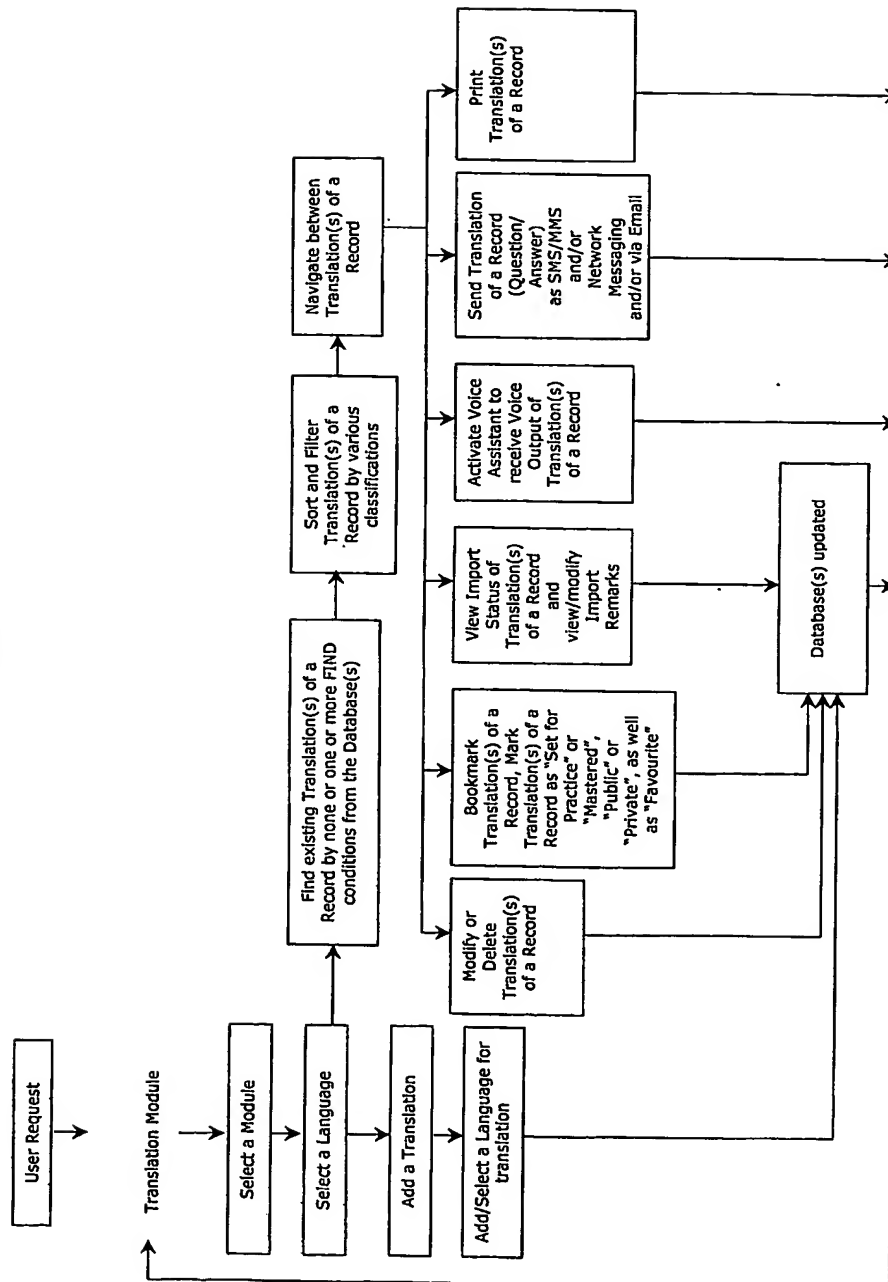 User Request
Translation Module
Select a Module
Select a Language
Add a Translation
Add/Select a Language for
translation
Find existing Translation(s) of a
Record by none or one or more FIND
conditions from the Database(s)
Sort and Filter
Translation(s) of a
Record by various
classifications
Navigate between
Translation(s) of a
Record
Modify or
Delete
Translation(s)
of a Record
Bookmark
Translation(s) of a
Record, Mark
Translation(s) of a
Record as "Set for
Practice" or
"Mastered",
"Public" or
"Private", as well
as "Favourite"
View Import
Status of
Translation(s)
of a Record
and
view/modify
Import
Remarks
Activate Voice
Assistant to
receive Voice
Output of
Translation(s)
of a Record
Send Translation
of a Record
(Question/
Answer)
as SMS/MMS
and/or
Network
Messaging
and/or via Email
Print
Translation(s)
of a Record
Database(s) updated